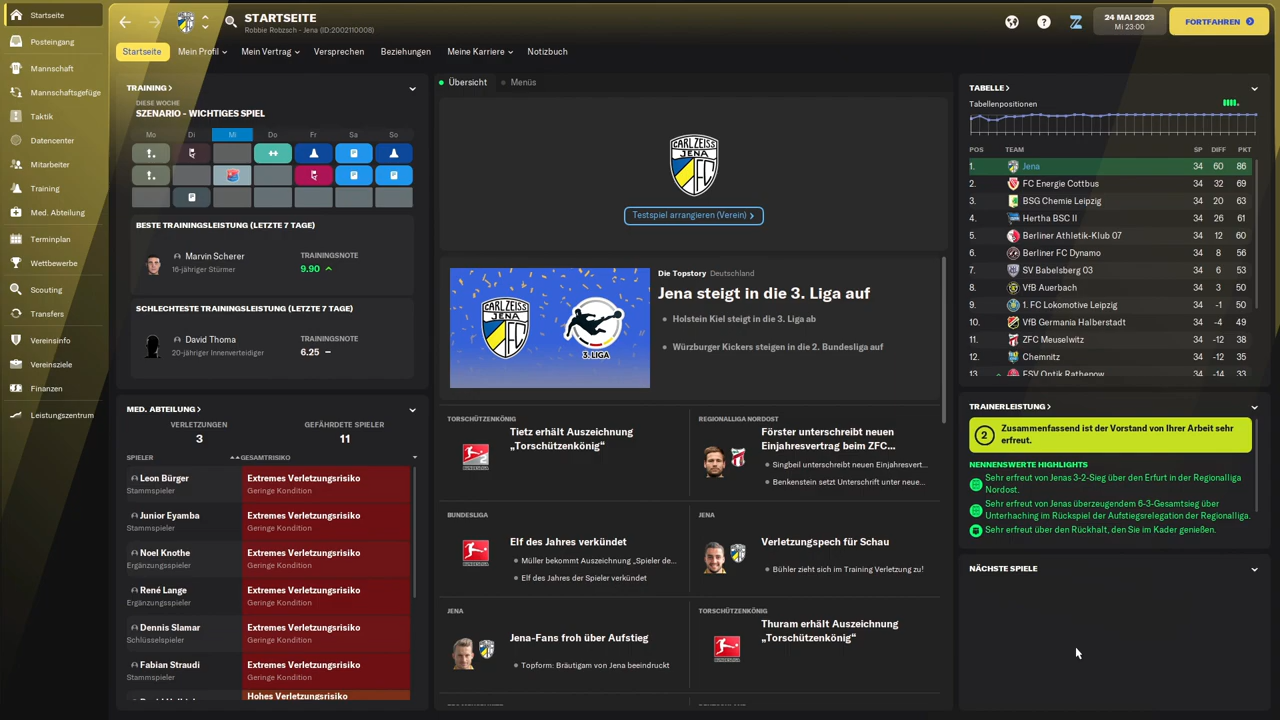 Startseite
Posteingang
Mannschaft
Mannschaftsgefüge
Taktik
Datencenter
Mitarbeiter
Training
Med. Abteilung
Terminplan
Wettbewerbe
Scouting
Transfers
Vereinsinfo
Vereinsziele
Finanzen
Leistungszentrum
STARTSEITE
Robbie Robzsch - Jena (ID:2002110008)
24 MAI 2023
Mi 23:00
FORTFAHREN
Startseite
Mein Profil
Mein Vertrag
Versprechen
Beziehungen
Meine Karriere
Notizbuch
TRAINING
DIESE WOCHE
SZENARIO - WICHTIGES SPIEL
Mo Di Mi Do Fr Sa So
BESTE TRAININGSLEISTUNG (LETZTE 7 TAGE)
Marvin Scherer
16-jähriger Stürmer
TRAININGSNOTE
9.90
SCHLECHTESTE TRAININGSLEISTUNG (LETZTE 7 TAGE)
David Thoma
20-jähriger Innenverteidiger
TRAININGSNOTE
6.25
MED. ABTEILUNG
VERLETZUNGEN
3
GEFÄHRDETE SPIELER
11
SPIELER GESAMTRISIKO
Leon Bürger
Stammspieler
Extremes Verletzungsrisiko
Geringe Kondition
Junior Eyamba
Stammspieler
Extremes Verletzungsrisiko
Geringe Kondition
Noel Knothe
Ergänzungsspieler
Extremes Verletzungsrisiko
Geringe Kondition
René Lange
Ergänzungsspieler
Extremes Verletzungsrisiko
Geringe Kondition
Dennis Slamar
Schlüsselspieler
Extremes Verletzungsrisiko
Geringe Kondition
Fabian Straudi
Stammspieler
Extremes Verletzungsrisiko
Geringe Kondition
Hohes Verletzungsrisiko
Übersicht
Menüs
CARL ZEISS
JENA
FC
Testspiel arrangieren (Verein)
CARL ZEISS
JENA
FC
3. LIGA
Die Topstory Deutschland
Jena steigt in die 3. Liga auf
Holstein Kiel steigt in die 3. Liga ab
Würzburger Kickers steigen in die 2. Bundesliga auf
TORSCHÜTZENKÖNIG
Tietz erhält Auszeichnung
„Torschützenkönig“
REGIONALLIGA NORDOST
Förster unterschreibt neuen
Einjahresvertrag beim ZFC...
Singbeil unterschreibt neuen Einjahresvert...
Benkenstein setzt Unterschrift unter neue...
BUNDESLIGA
Elf des Jahres verkündet
Müller bekommt Auszeichnung „Spieler de...
Elf des Jahres der Spieler verkündet
JENA
Verletzungspech für Schau
Bühler zieht sich im Training Verletzung zu!
JENA
Jena-Fans froh über Aufstieg
Topform: Bräutigam von Jena beeindruckt
TORSCHÜTZENKÖNIG
Thuram erhält Auszeichnung
„Torschützenkönig“
TABELLE
Tabellenpositionen
POS TEAM SP DIFF PKT
1. Jena 34 60 86
2. FC Energie Cottbus 34 32 69
3. BSG Chemie Leipzig 34 20 63
4. Hertha BSC II 34 26 61
5. Berliner Athletik-Klub 07 34 12 60
6. Berliner FC Dynamo 34 8 56
7. SV Babelsberg 03 34 6 53
8. VfB Auerbach 34 3 50
9. 1. FC Lokomotive Leipzig 34 -1 50
10. VfB Germania Halberstadt 34 -4 49
11. ZFC Meuselwitz 34 -12 38
12. Chemnitz 34 -12 35
13. FSV Optik Rathenow 34 -14 33
TRAINERLEISTUNG
2
Zusammenfassend ist der Vorstand von Ihrer Arbeit sehr
erfreut.
NENNENSWERTE HIGHLIGHTS
Sehr erfreut von Jenas 3-2-Sieg über den Erfurt in der Regionalliga
Nordost.
Sehr erfreut von Jenas überzeugendem 6-3-Gesamtsieg über
Unterhaching im Rückspiel der Aufstiegsrelegation der Regionalliga.
Sehr erfreut über den Rückhalt, den Sie im Kader genießen.
NÄCHSTE SPIELE